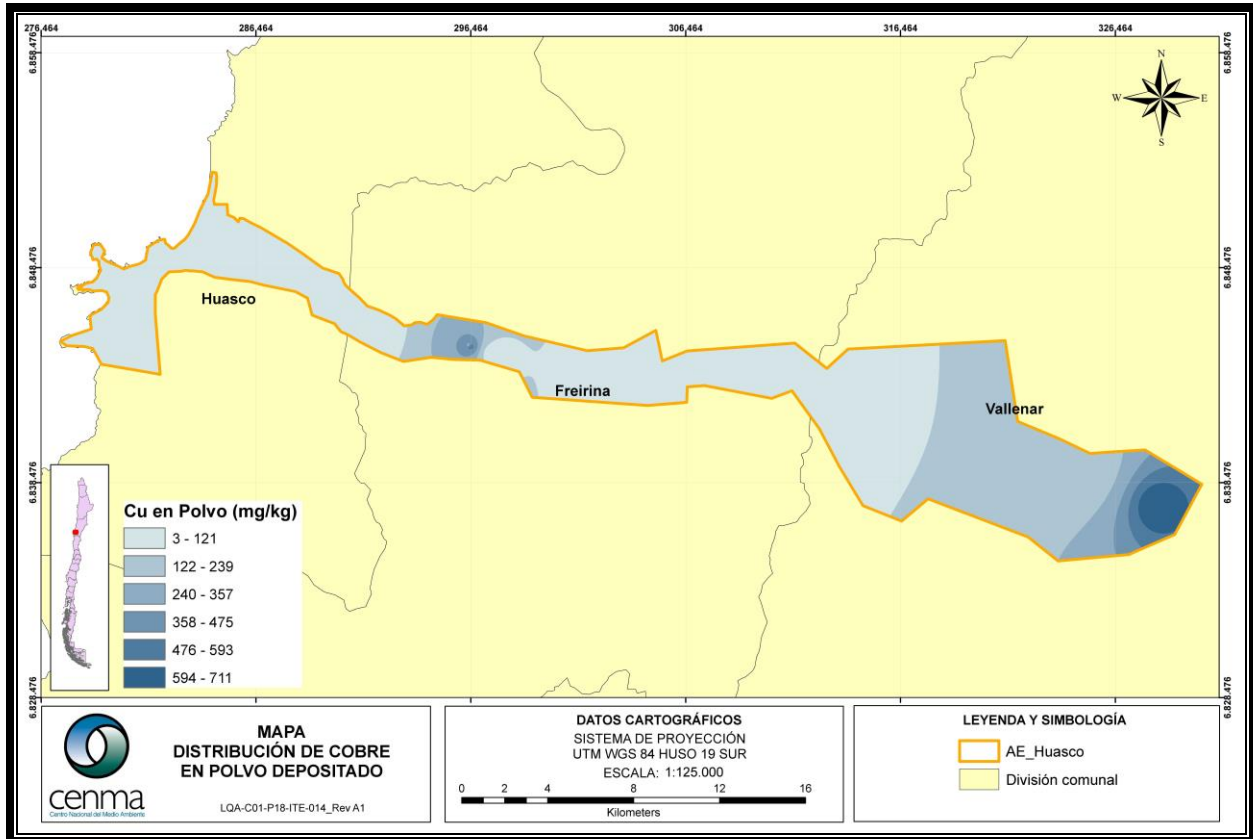 276,464 286,464 296,464 306,464 316,464 326,464
6.858.476 6.858.476
N
W E
S
6.848.476 6.848.476
Huasco
Freirina
Vallenar
6.838.476 6.838.476
Cu en Polvo (mg/kg)
3 - 121
122 - 239
240 - 357
358 - 475
476 - 593
594 - 711
6.828.476 6.828.476
cenma
Centro Nacional del Medio Ambiente
MAPA
DISTRIBUCIÓN DE COBRE
EN POLVO DEPOSITADO
LQA-C01-P18-ITE-014_Rev A1
DATOS CARTOGRÁFICOS
SISTEMA DE PROYECCIÓN
UTM WGS 84 HUSO 19 SUR
ESCALA: 1:125.000
0 2 4 8 12 16
Kilometers
LEYENDA Y SIMBOLOGÍA
AE_Huasco
División comunal